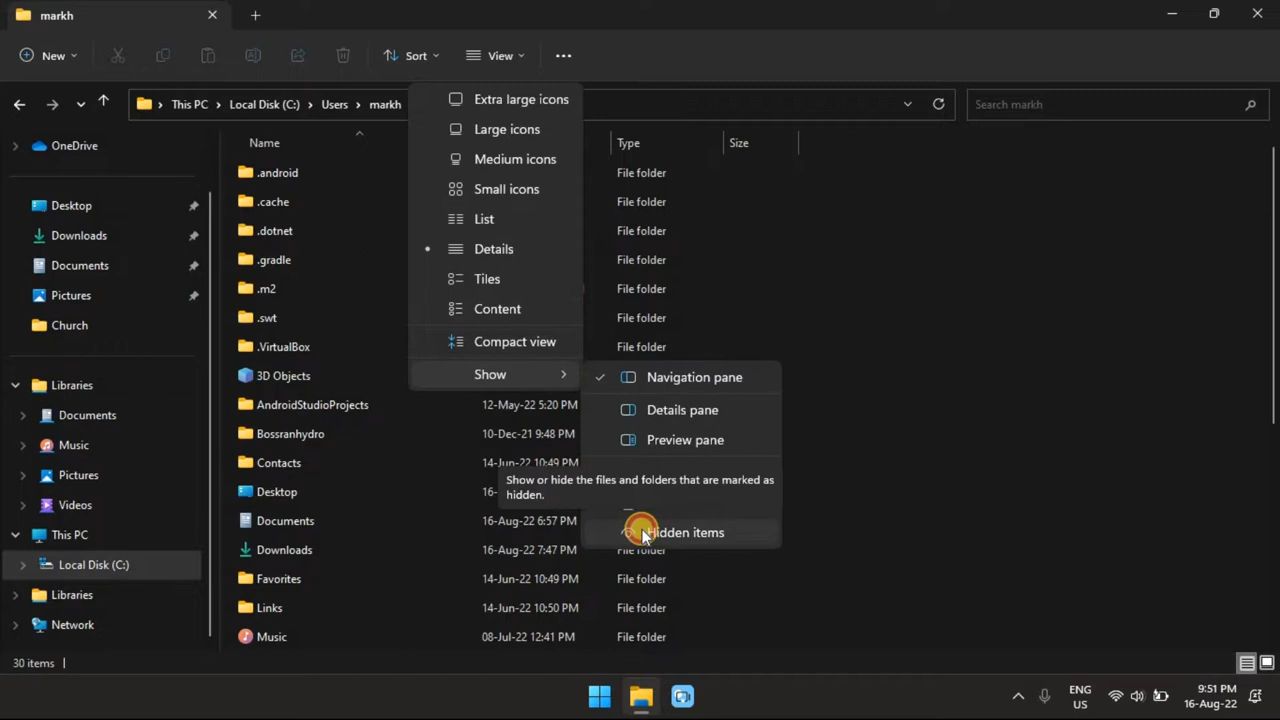 markh
New
Sort
View
This PC
Local Disk (C:)
Users
markh
Search markh
Name
Type
Size
OneDrive
Desktop
Downloads
Documents
Pictures
Church
Libraries
Documents
Music
Pictures
Videos
This PC
Local Disk (C:)
Libraries
Network
.android
File folder
.cache
File folder
.dotnet
File folder
.gradle
File folder
.m2
File folder
.swt
File folder
.VirtualBox
File folder
3D Objects
AndroidStudioProjects
12-May-22 5:20 PM
Bossranhydro
10-Dec-21 9:48 PM
Contacts
14-Jun-22 10:49 PM
Desktop
16-
Documents
16-Aug-22 6:57 PM
Downloads
16-Aug-22 7:47 PM
File folder
Favorites
14-Jun-22 10:49 PM
File folder
Links
14-Jun-22 10:50 PM
File folder
Music
08-Jul-22 12:41 PM
File folder
Extra large icons
Large icons
Medium icons
Small icons
List
Details
Tiles
Content
Compact view
Show
Navigation pane
Details pane
Preview pane
Show or hide the files and folders that are marked as
hidden.
Hidden items
30 items
ENG
US
9:51 PM
16-Aug-22